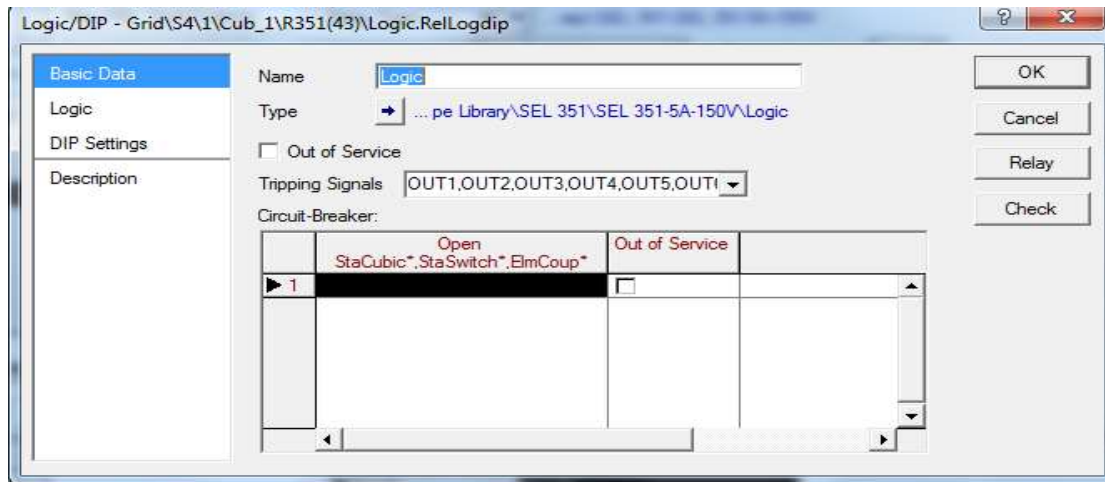 Logic/DIP - Grid\S4\1\Cub_1\R351(43)\Logic.RelLogdip
Basic Data
Logic
DIP Settings
Description
Name Logic
Type ... pe Library\SEL 351\SEL 351-5A-150V\Logic
Out of Service
Tripping Signals OUT1,OUT2,OUT3,OUT4,OUT5,OUT
Circuit-Breaker:
Open Out of Service
StaCubic*,StaSwitch*,ElmCoup*
1
OK
Cancel
Relay
Check